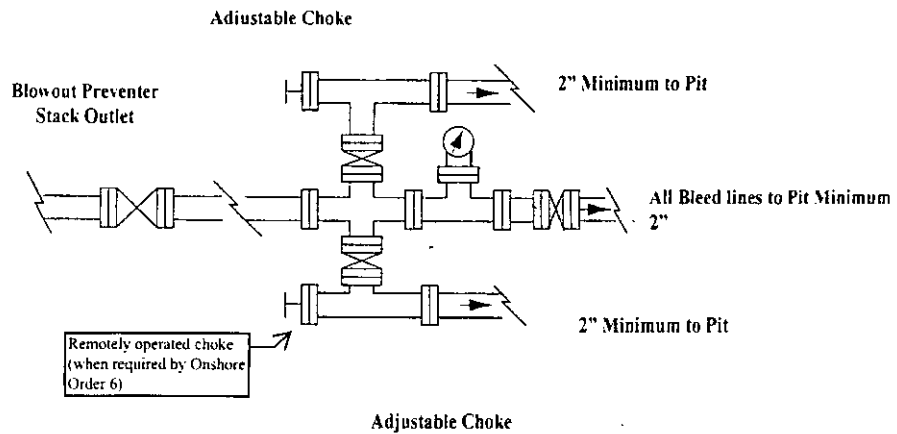 Adiustable Choke
2” Minimum to Pit
Blowout Preventer
Stack Outlet
All Bleed lines to Pit Minimum
2”
2” Minimum to Pit
Remotely operated choke
(when required by Onshore
Order 6)
Adjustable Choke